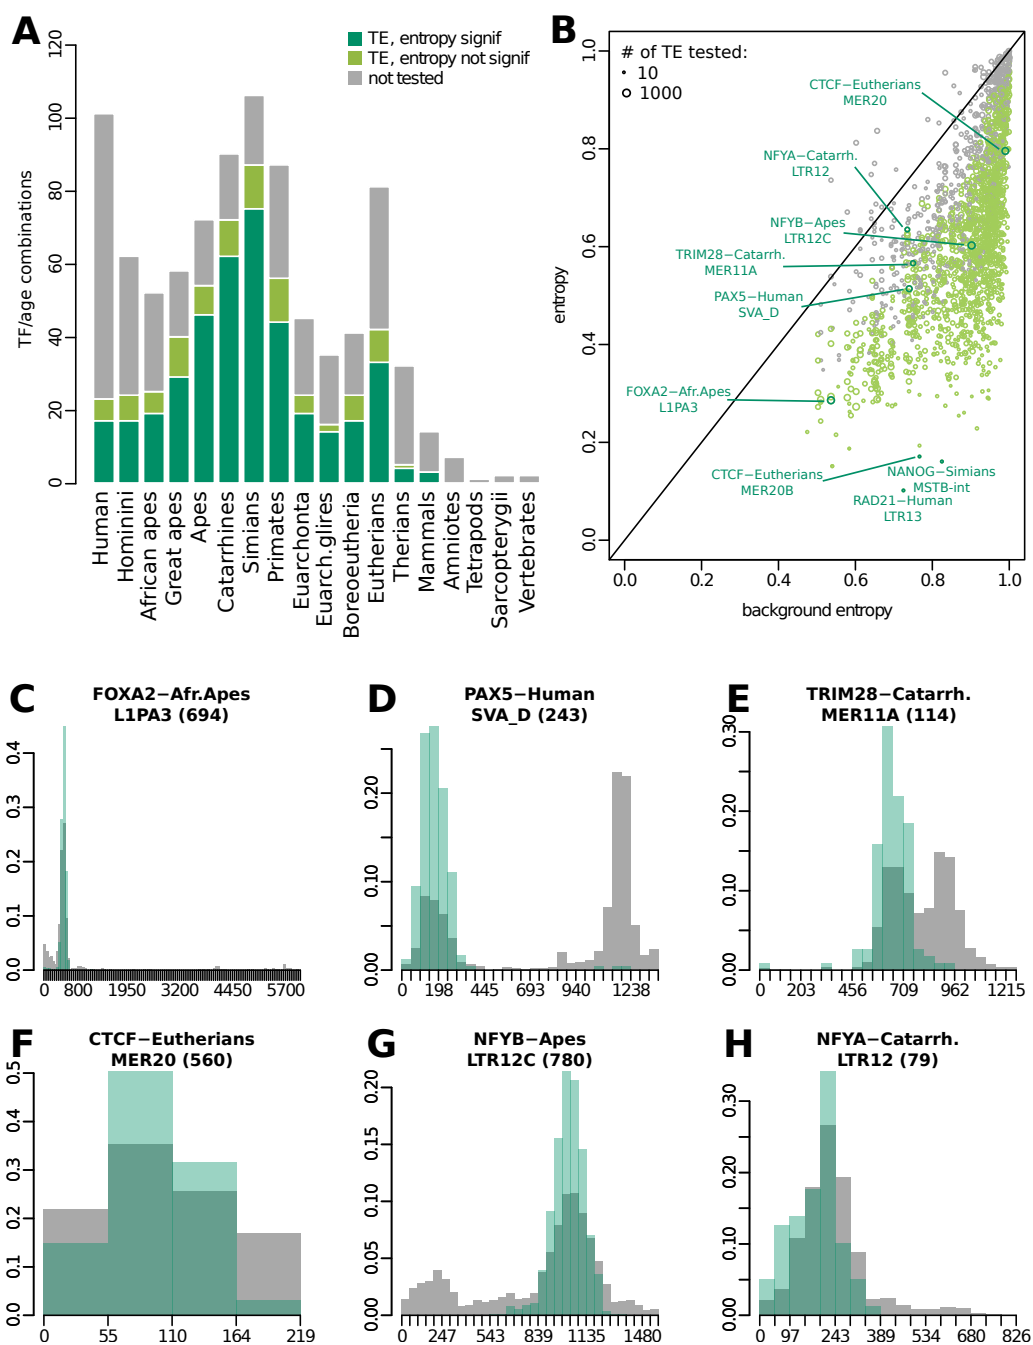 A
TF/age combinations
0
20
40
60
80
100
120
TE, entropy signif
TE, entropy not signif
not tested
Human
Hominini
African apes
Great apes
Apes
Catarrhines
Simians
Primates
Euarchonta
Euarch.glires
Boreoeutheria
Eutherians
Therians
Mammals
Amniotes
Tetrapods
Sarcopterygii
Vertebrates
B
# of TE tested:
10
1000
entropy
0.0
0.2
0.4
0.6
0.8
1.0
CTCF−Eutherians
MER20
NFYA−Catarrh.
LTR12
NFYB−Apes
LTR12C
TRIM28−Catarrh.
MER11A
PAX5−Human
SVA_D
FOXA2−Afr.Apes
L1PA3
CTCF−Eutherians
MER20B
NANOG−Simians
MSTB-int
RAD21−Human
LTR13
0.0 0.2 0.4 0.6 0.8 1.0
background entropy
C
FOXA2−Afr.Apes
L1PA3 (694)
0.0 0.1 0.2 0.3 0.4
0 800 1950 3200 4450 5700
D
PAX5−Human
SVA_D (243)
0.00 0.10 0.20
0 198 445 693 940 1238
E
TRIM28−Catarrh.
MER11A (114)
0.00 0.10 0.20 0.30
0 203 456 709 962 1215
F
CTCF−Eutherians
MER20 (560)
0.0 0.1 0.2 0.3 0.4 0.5
0 55 110 164 219
G
NFYB−Apes
LTR12C (780)
0.00 0.05 0.10 0.15 0.20
0 247 543 839 1135 1480
H
NFYA−Catarrh.
LTR12 (79)
0.00 0.10 0.20 0.30
0 97 243 389 534 680 826